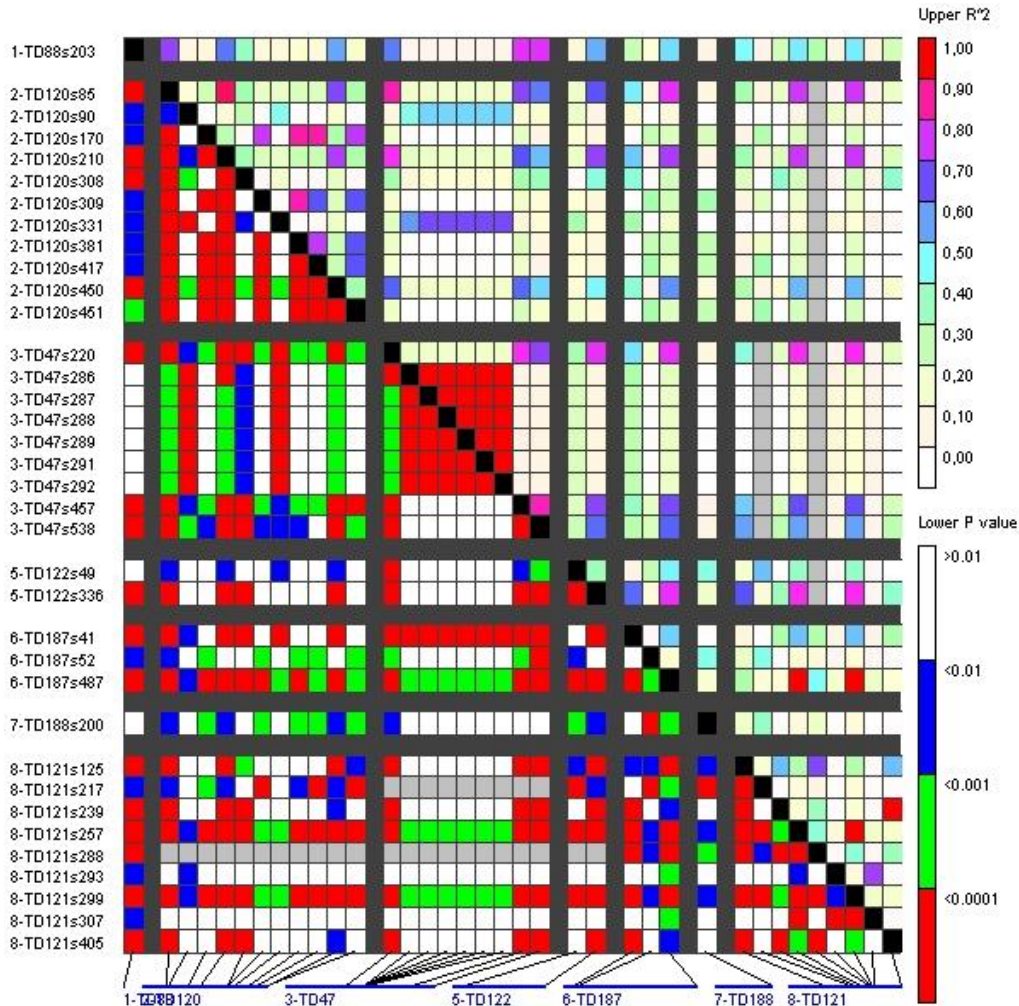 Upper R^2
1-TD88s203
1,00
2-TD120s85
0,90
2-TD120s90
2-TD120s170
0,80
2-TD120s210
2-TD120s308
0,70
2-TD120s309
2-TD120s331
0,60
2-TD120s381
0,50
2-TD120s417
2-TD120s450
0,40
2-TD120s451
0,30
3-TD47s220
0,20
3-TD47s286
3-TD47s287
0,10
3-TD47s288
3-TD47s289
0,00
3-TD47s291
3-TD47s292
3-TD47s457
3-TD47s538
Lower P value
>0.01
5-TD122s49
5-TD122s336
6-TD187s41
6-TD187s52
<0.01
6-TD187s487
7-TD188s200
8-TD121s125
<0.001
8-TD121s217
8-TD121s239
8-TD121s257
8-TD121s288
8-TD121s293
8-TD121s299
<0.0001
8-TD121s307
8-TD121s405
3-TD47 5-TD122 6-TD187 7-TD188 8-TD121